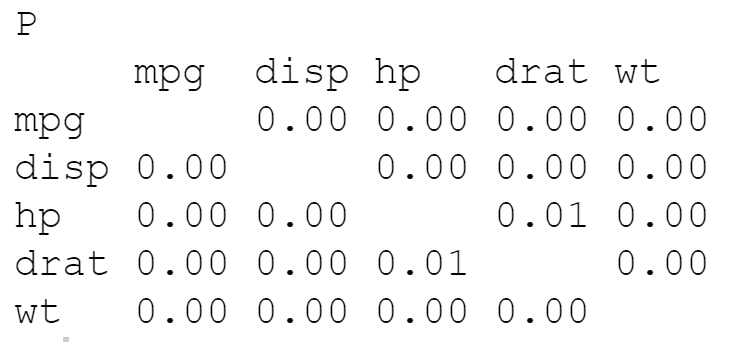 P
     mpg  disp hp   drat wt
mpg       0.00 0.00 0.00 0.00
disp 0.00      0.00 0.00 0.00
hp   0.00 0.00      0.01 0.00
drat 0.00 0.00 0.01      0.00
wt   0.00 0.00 0.00 0.00